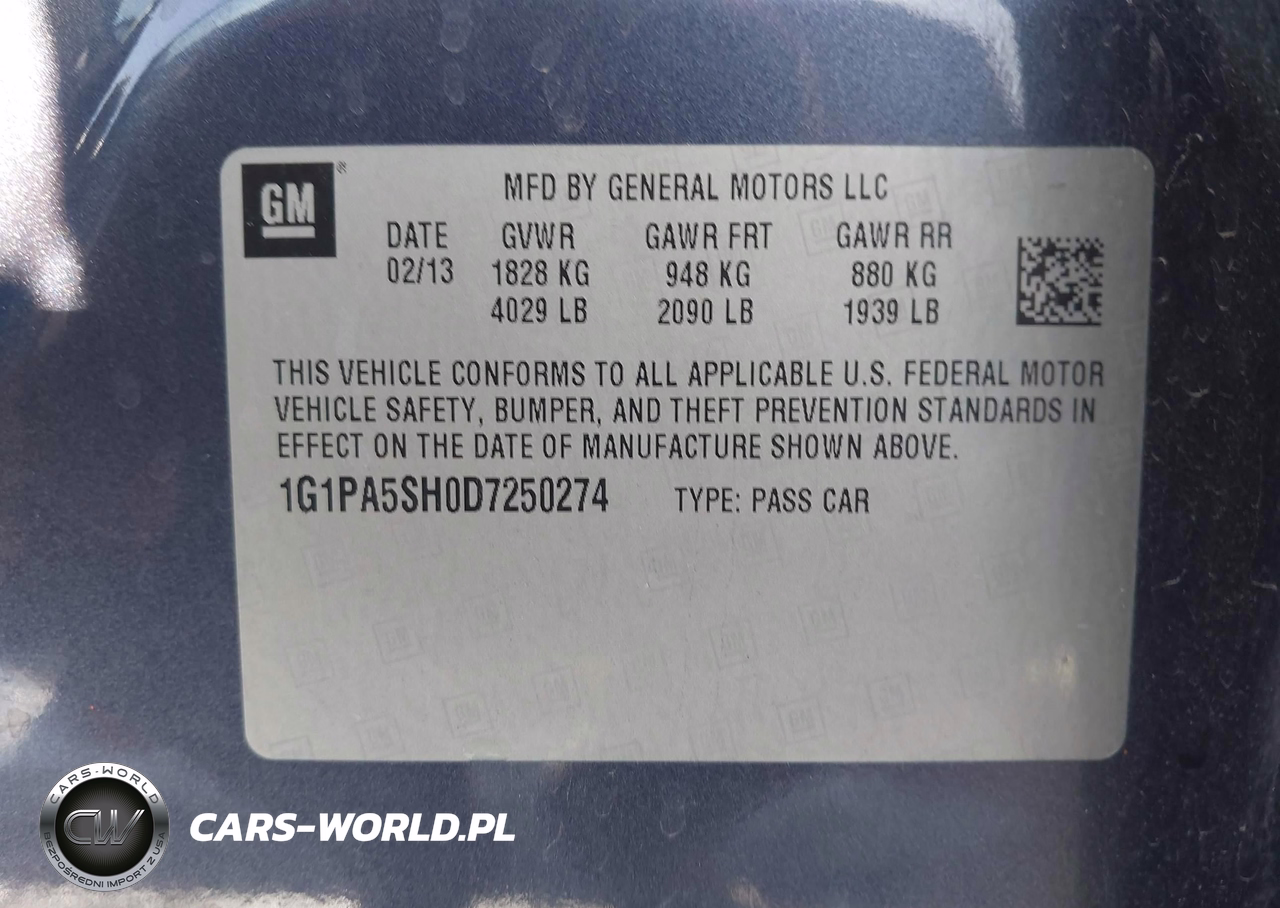 GM ®
MFD BY GENERAL MOTORS LLC
DATE GVWR GAWR FRT GAWR RR
02/13 1828 KG 948 KG 880 KG
4029 LB 2090 LB 1939 LB
THIS VEHICLE CONFORMS TO ALL APPLICABLE U.S. FEDERAL MOTOR
VEHICLE SAFETY, BUMPER, AND THEFT PREVENTION STANDARDS IN
EFFECT ON THE DATE OF MANUFACTURE SHOWN ABOVE.
1G1PA5SH0D7250274 TYPE: PASS CAR
CARS-WORLD
CW
BEZPOŚREDNI IMPORT Z USA
CARS-WORLD.PL